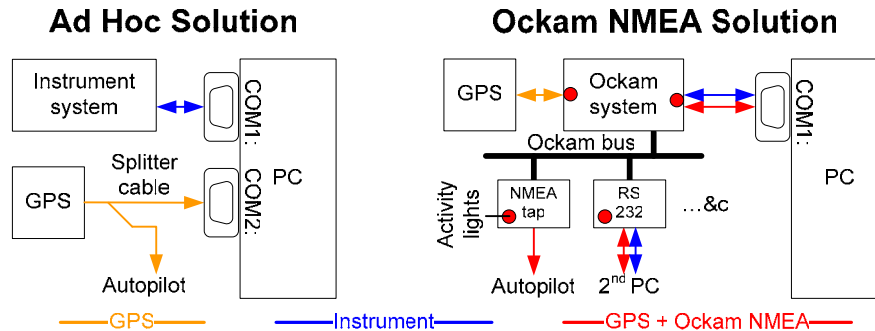 Ad Hoc Solution
Instrument
system
COM1:
Splitter
cable
GPS
COM2:
PC
Autopilot
Ockam NMEA Solution
GPS
Ockam
system
COM1:
Ockam bus
PC
Activity
lights
NMEA
tap
RS
232
...&c
Autopilot
2nd PC
GPS
Instrument
GPS + Ockam NMEA